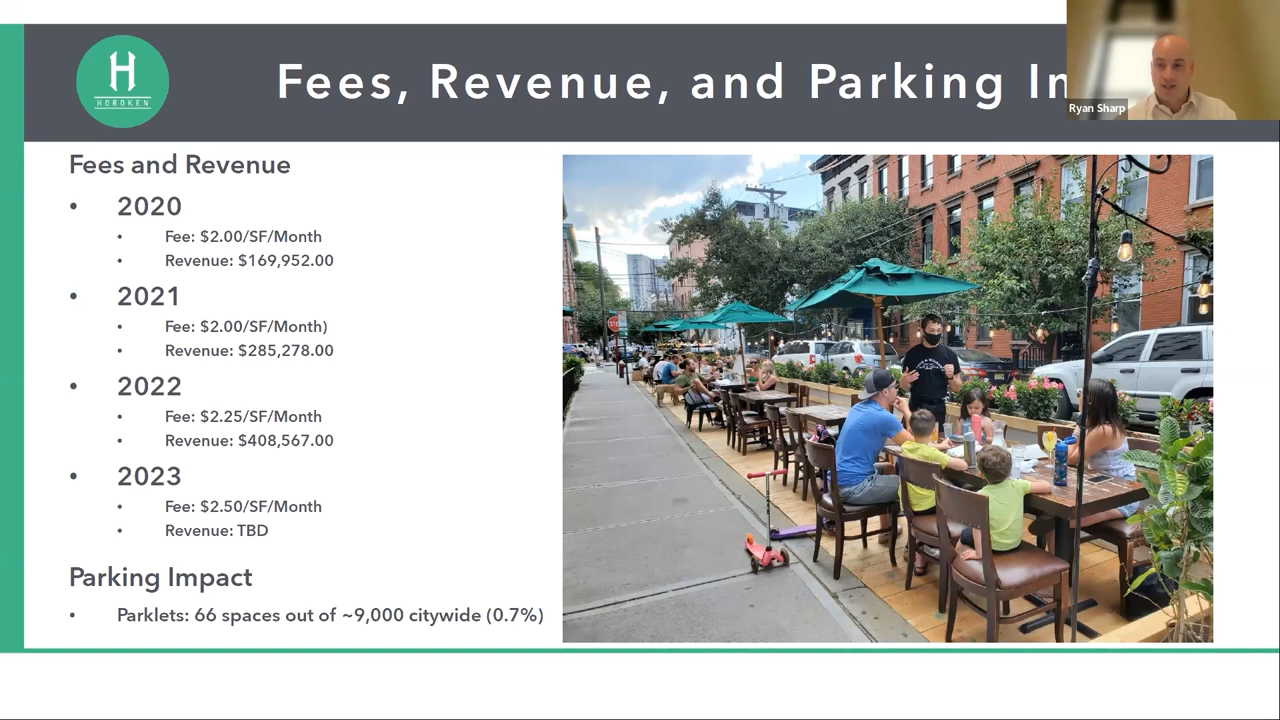 H
HOBOKEN
Fees, Revenue, and Parking Im
Ryan Sharp
Fees and Revenue
• 2020
• Fee: $2.00/SF/Month
• Revenue: $169,952.00
• 2021
• Fee: $2.00/SF/Month)
• Revenue: $285,278.00
• 2022
• Fee: $2.25/SF/Month
• Revenue: $408,567.00
• 2023
• Fee: $2.50/SF/Month
• Revenue: TBD
Parking Impact
• Parklets: 66 spaces out of ~9,000 citywide (0.7%)